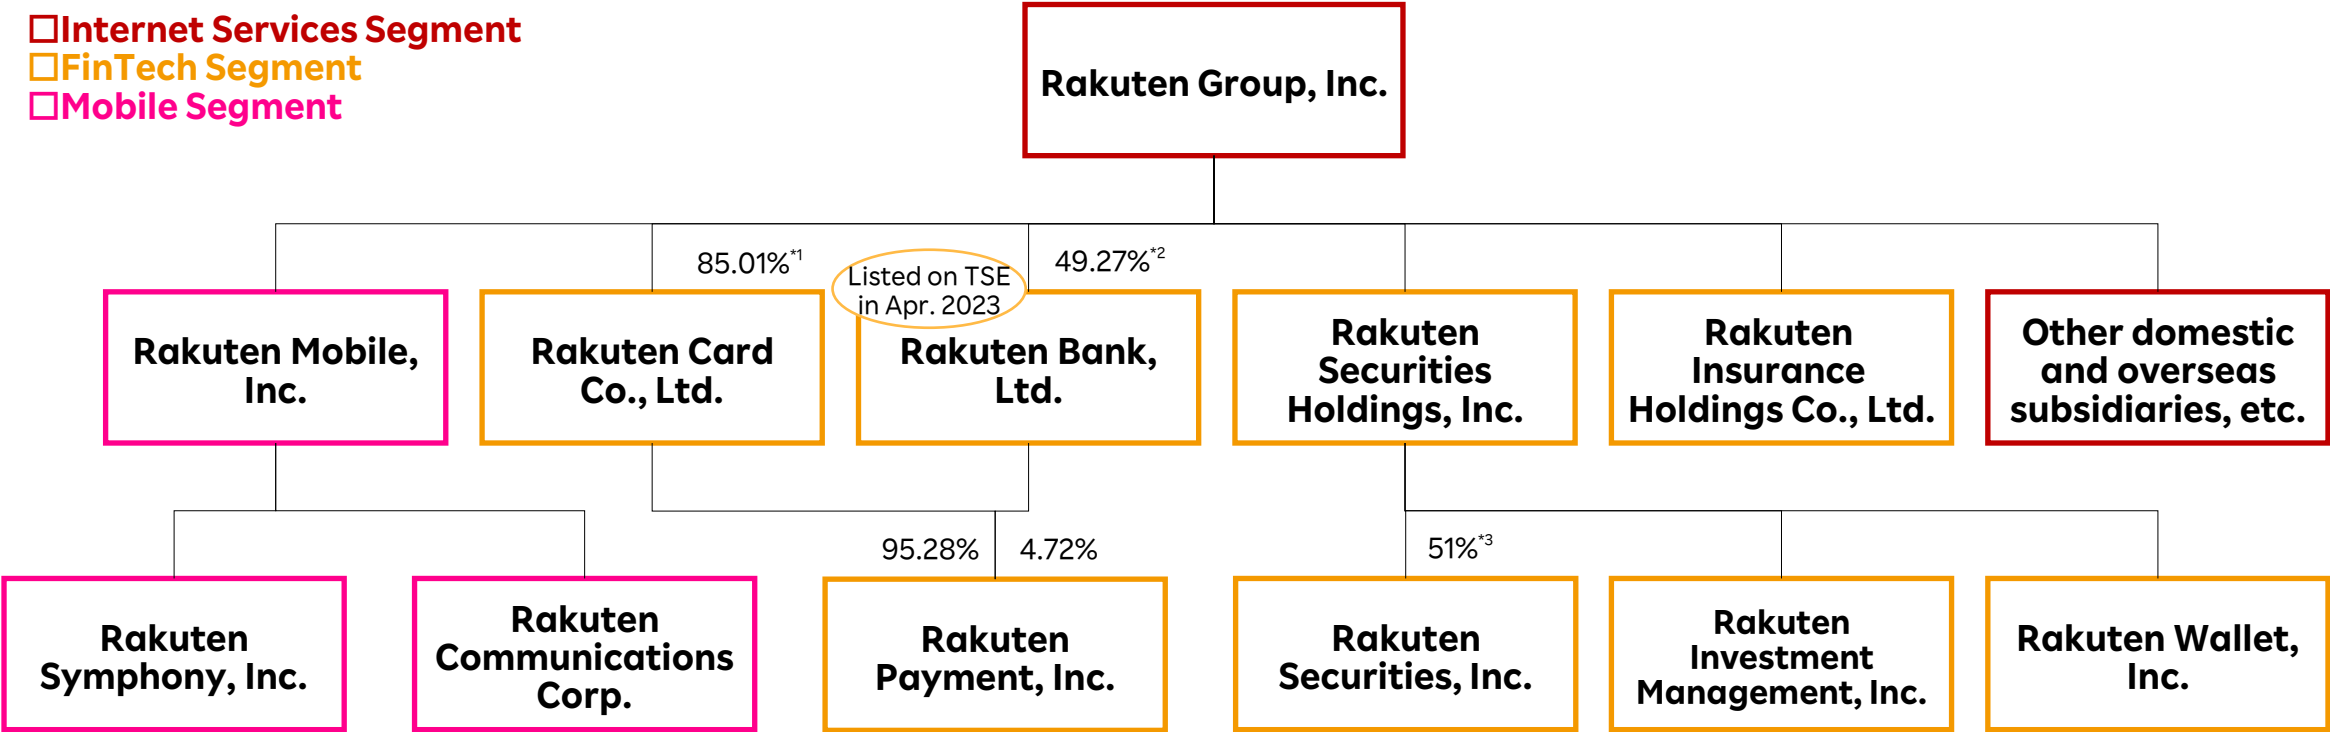 □Internet Services Segment
□FinTech Segment
□Mobile Segment
Rakuten Group, Inc.
85.01%*1
Listed on TSE
in Apr. 2023
49.27%*2
Rakuten Mobile,
Inc.
Rakuten Card
Co., Ltd.
Rakuten Bank,
Ltd.
Rakuten
Securities
Holdings, Inc.
Rakuten
Insurance
Holdings Co., Ltd.
Other domestic
and overseas
subsidiaries, etc.
95.28%
4.72%
51%*3
Rakuten
Symphony, Inc.
Rakuten
Communications
Corp.
Rakuten
Payment, Inc.
Rakuten
Securities, Inc.
Rakuten
Investment
Management, Inc.
Rakuten Wallet,
Inc.